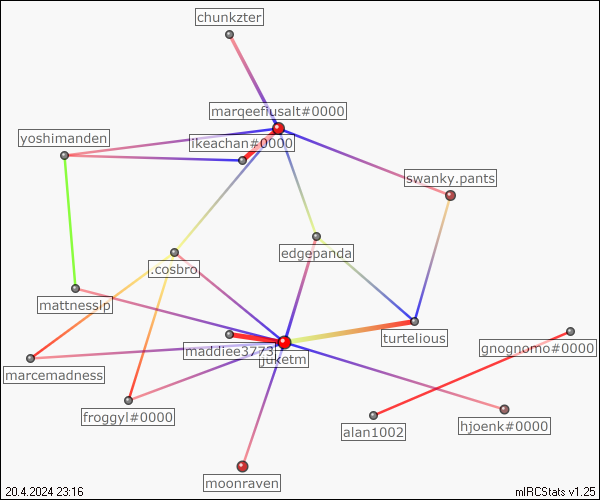 chunkzter
marqeefiusalt#0000
yoshimanden
ikeachan#0000
swanky.pants
edgepanda
.cosbro
mattnesslp
turtelious
gnognomo#0000
maddiee3773
juketm
marcemadness
froggyl#0000
alan1002
hjoenk#0000
moonraven
20.4.2024 23:16
mIRCStats v1.25